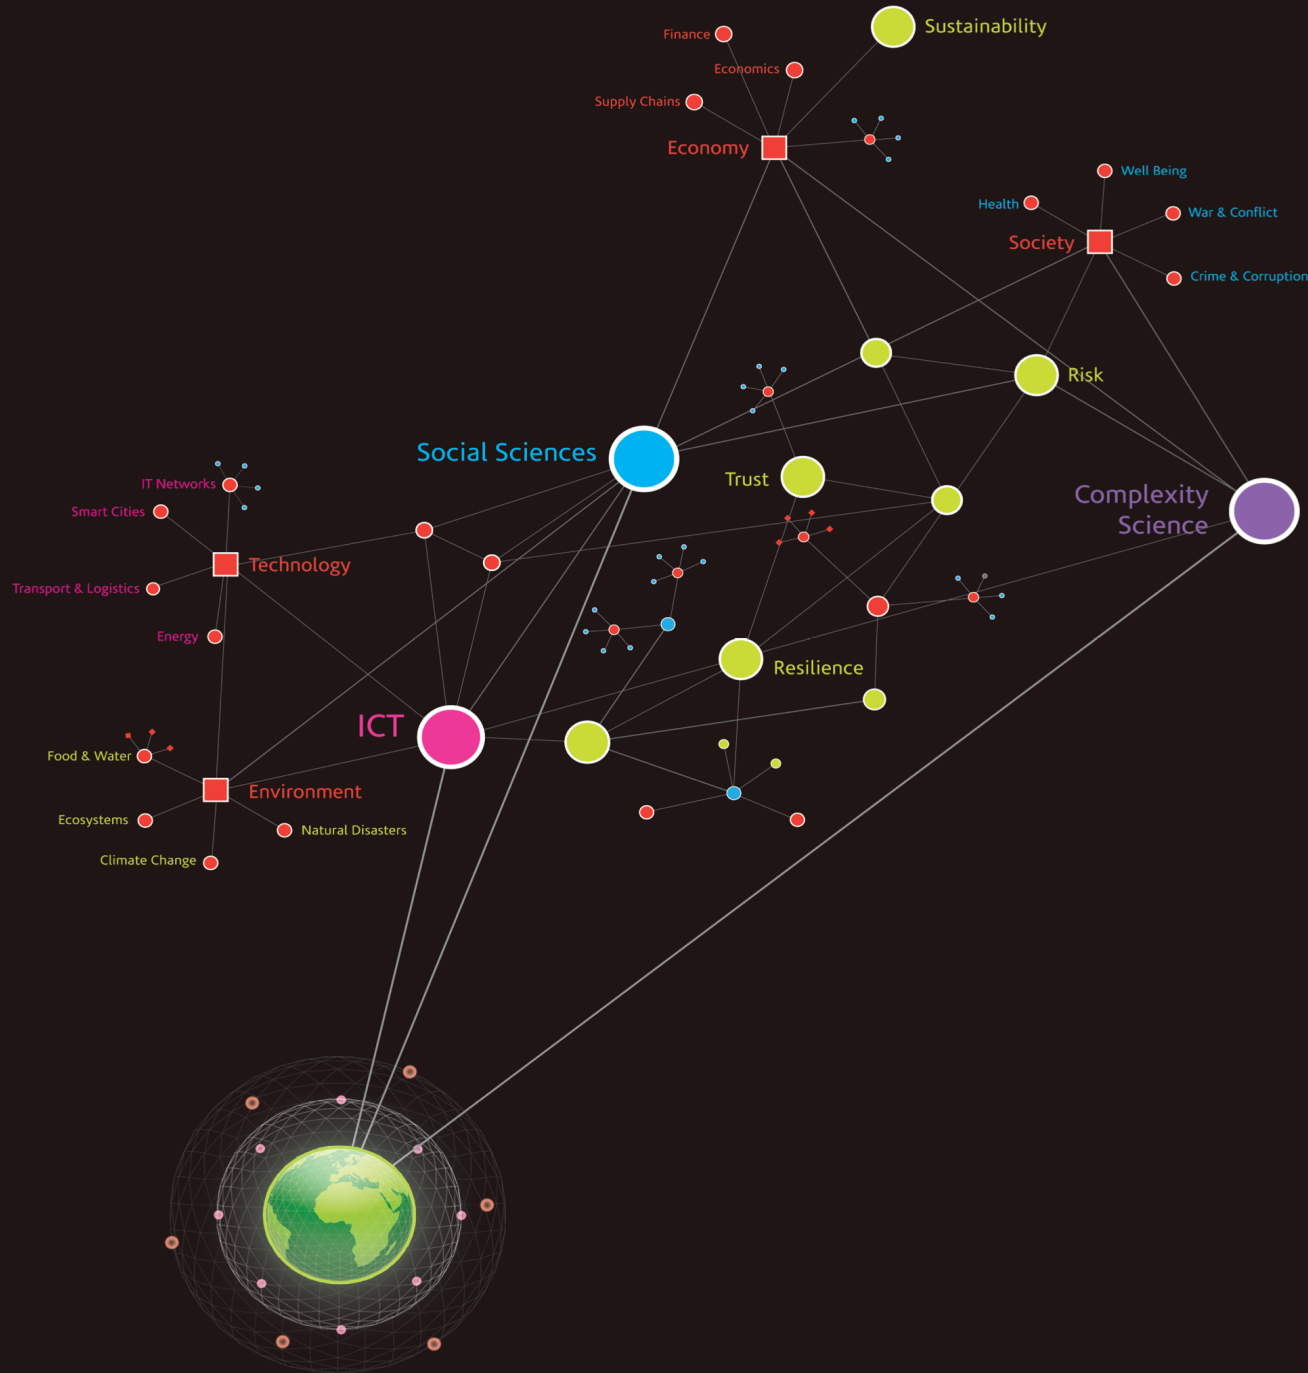 Sustainability
Finance
Economics
Supply Chains
Economy
Well Being
Health
War & Conflict
Society
Crime & Corruption
Risk
Social Sciences
Trust
IT Networks
Complexity
Science
Smart Cities
Technology
Transport & Logistics
Energy
Resilience
ICT
Food & Water
Environment
Ecosystems
Natural Disasters
Climate Change